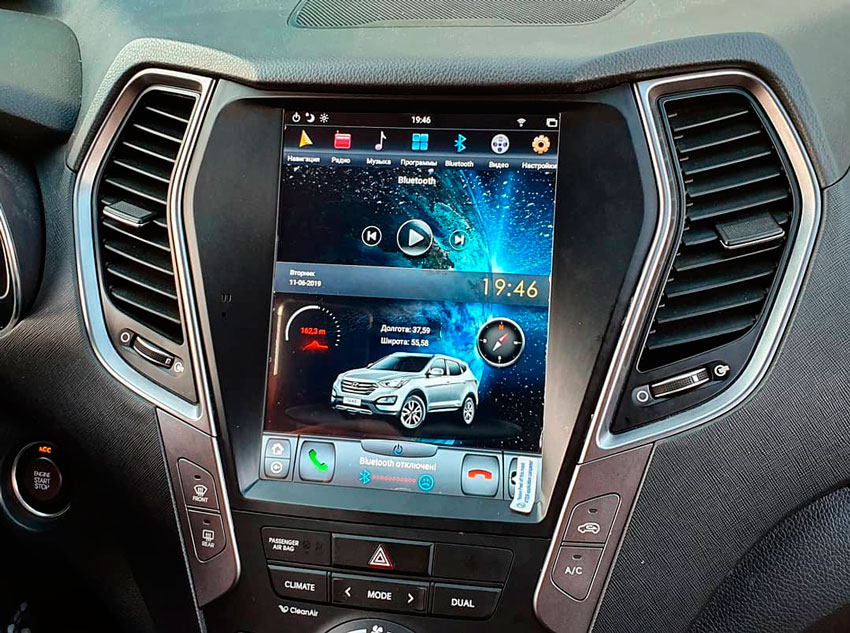 19:46
Навигация Радио Музыка Программы Bluetooth Видео Настройки
Bluetooth
Вторник
11-06-2019
19:46
162,3 m
Долгота: 37,59
Широта: 55,58
N
Bluetooth отключені
ACC
ENGINE
START
STOP
FRONT
REAR
PASSENGER
AIR BAG
CLIMATE
MODE
DUAL
CleanAir
A/C